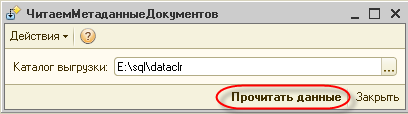 ЧитаемМетаданныеДокументов
Действия
Каталог выгрузки: E:\sql\dataclr ...
Прочитать данные Закрыть